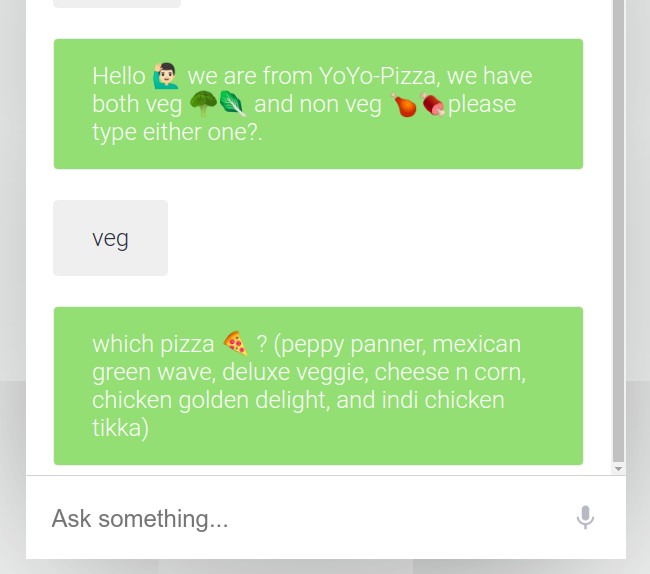 Hello 🙋🏻‍♂️ we are from YoYo-Pizza, we have
both veg 🥦🥬 and non veg 🍗🍖please
type either one?.
veg
which pizza 🍕 ? (peppy panner, mexican
green wave, deluxe veggie, cheese n corn,
chicken golden delight, and indi chicken
tikka)
Ask something...